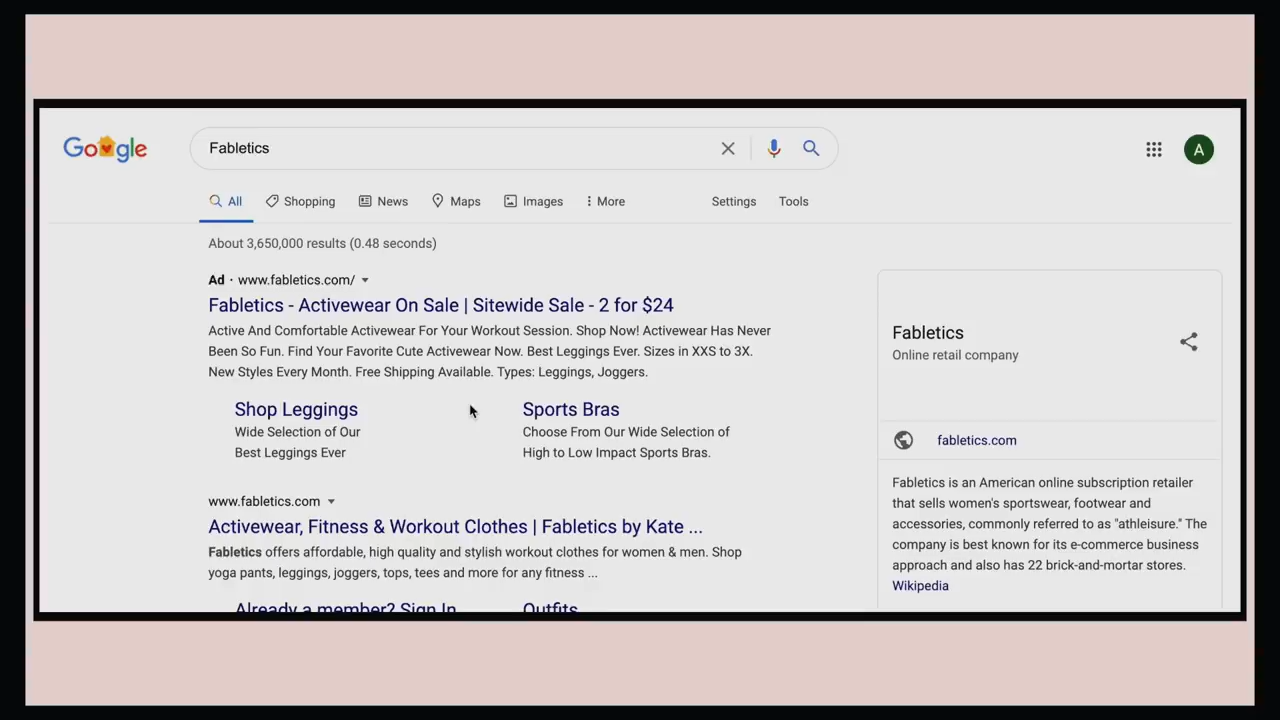 Google
Fabletics
A
All
Shopping
News
Maps
Images
More
Settings
Tools
About 3,650,000 results (0.48 seconds)
Ad · www.fabletics.com/
Fabletics - Activewear On Sale | Sitewide Sale - 2 for $24
Active And Comfortable Activewear For Your Workout Session. Shop Now! Activewear Has Never
Been So Fun. Find Your Favorite Cute Activewear Now. Best Leggings Ever. Sizes in XXS to 3X.
New Styles Every Month. Free Shipping Available. Types: Leggings, Joggers.
Shop Leggings
Wide Selection of Our
Best Leggings Ever
Sports Bras
Choose From Our Wide Selection of
High to Low Impact Sports Bras.
www.fabletics.com
Activewear, Fitness & Workout Clothes | Fabletics by Kate ...
Fabletics offers affordable, high quality and stylish workout clothes for women & men. Shop
yoga pants, leggings, joggers, tops, tees and more for any fitness ...
Already a member? Sign In
Outfits
Fabletics
Online retail company
fabletics.com
Fabletics is an American online subscription retailer
that sells women's sportswear, footwear and
accessories, commonly referred to as "athleisure." The
company is best known for its e-commerce business
approach and also has 22 brick-and-mortar stores.
Wikipedia